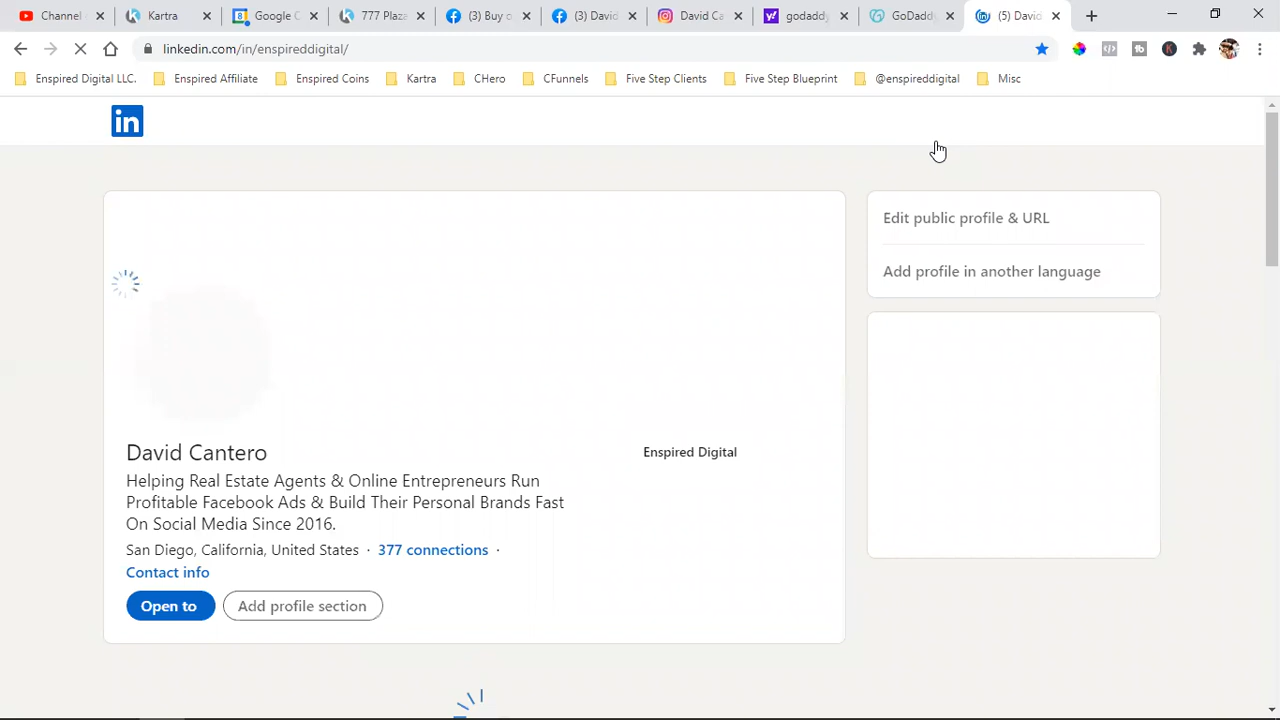 Channel
Kartra
Google C
777 Plaza
(3) Buy
(3) David
David Ca
godaddy
GoDaddy
(5) David
linkedin.com/in/enspireddigital/
Enspired Digital LLC. Enspired Affiliate Enspired Coins Kartra CHero CFunnels Five Step Clients Five Step Blueprint @enspireddigital Misc
in
Edit public profile & URL
Add profile in another language
David Cantero
Enspired Digital
Helping Real Estate Agents & Online Entrepreneurs Run
Profitable Facebook Ads & Build Their Personal Brands Fast
On Social Media Since 2016.
San Diego, California, United States · 377 connections ·
Contact info
Open to
Add profile section